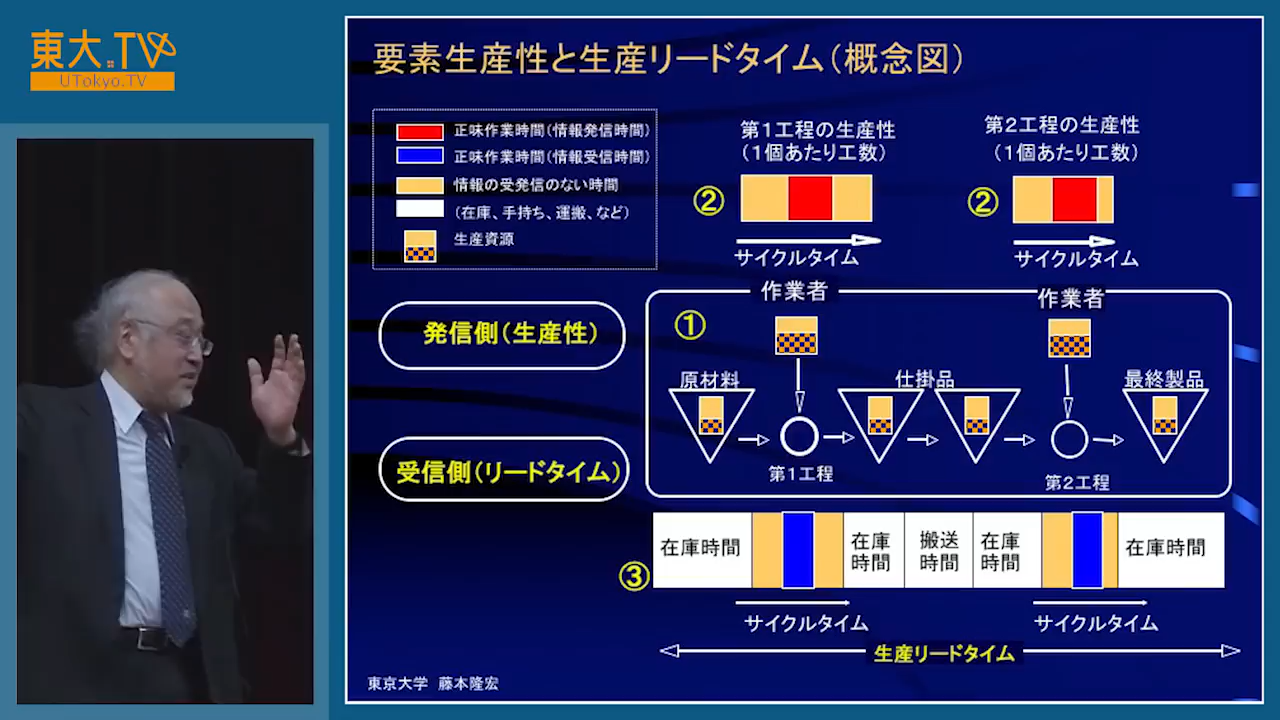 東大.TV
UTokyo.TV
要素生産性と生産リードタイム（概念図）
正味作業時間（情報発信時間）
正味作業時間（情報受信時間）
情報の受発信のない時間
（在庫、手持ち、運搬、など）
生産資源
第１工程の生産性
（１個あたり工数）
②
サイクルタイム
第２工程の生産性
（１個あたり工数）
②
サイクルタイム
発信側（生産性）
受信側（リードタイム）
①
作業者
作業者
原材料
仕掛品
最終製品
第１工程
第２工程
③
在庫時間
在庫
時間
搬送
時間
在庫
時間
在庫時間
サイクルタイム
サイクルタイム
生産リードタイム
東京大学　藤本隆宏